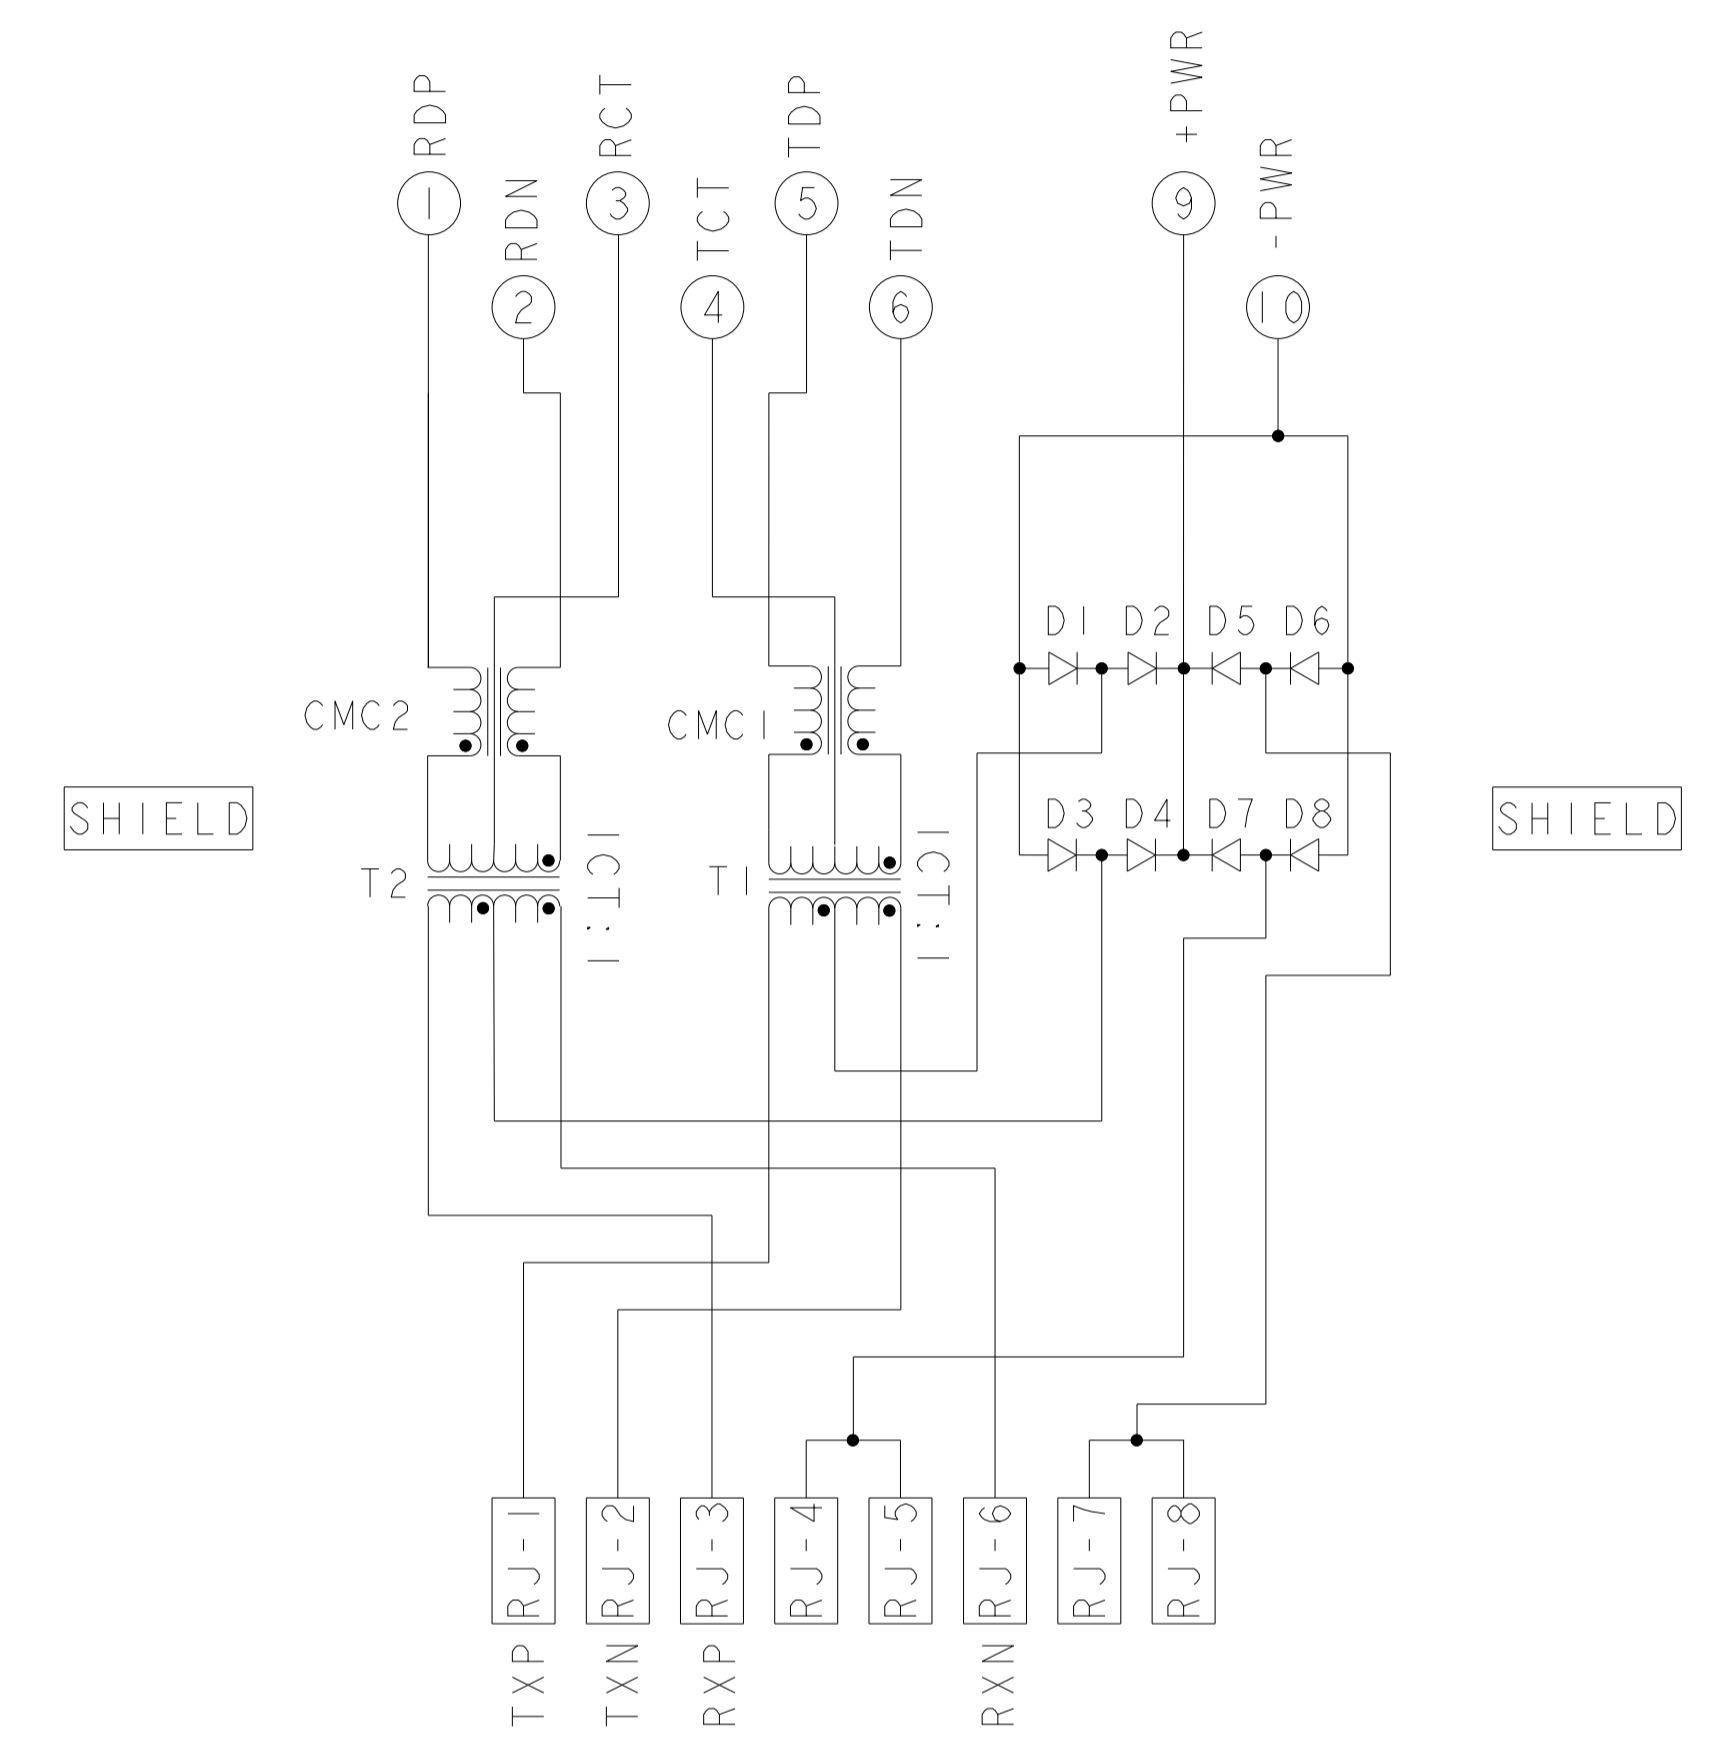 RDP
RCT
TDP
+PWR
RDN
TCT
TDN
-PWR
1
3
5
9
2
4
6
10
D1 D2 D5 D6
CMC2
CMC1
SHIELD
SHIELD
D3 D4 D7 D8
T2
1CT:1
T1
1CT:1
RJ-1
RJ-2
RJ-3
RJ-4
RJ-5
RJ-6
RJ-7
RJ-8
TXP
TXN
RXP
RXN